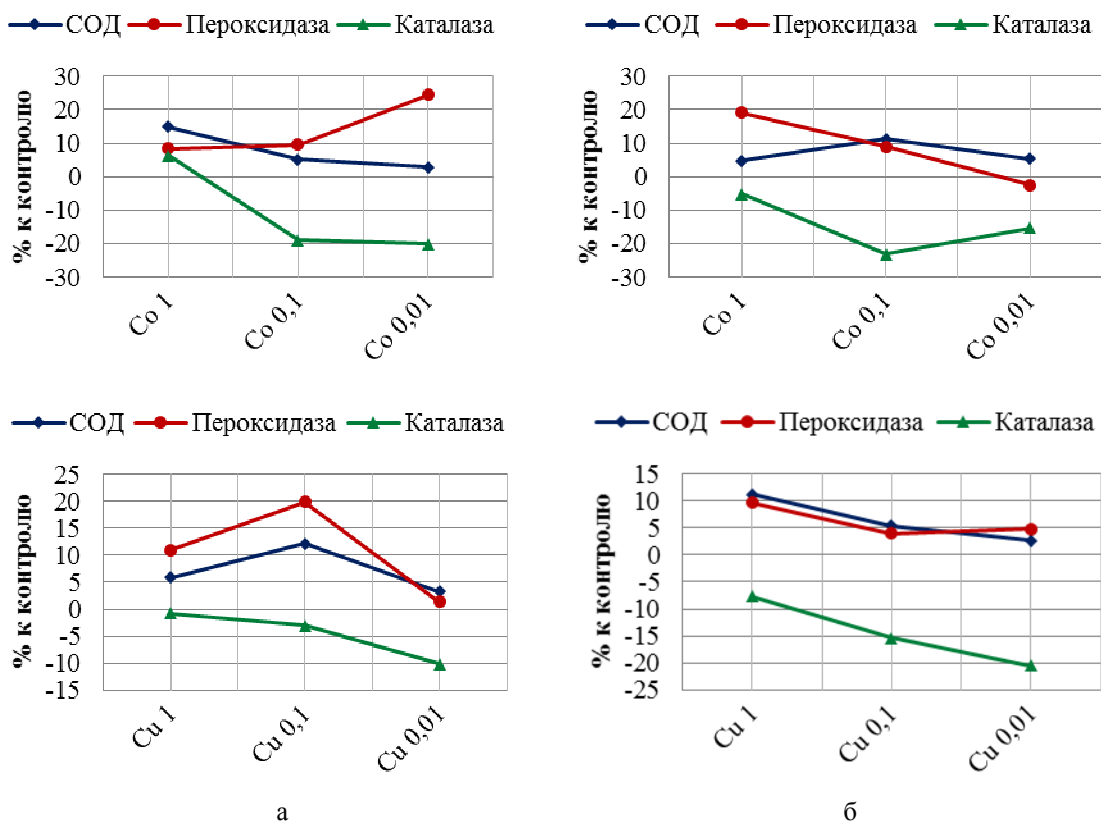 СОД Пероксидаза Каталаза
% к контролю
30
20
10
0
-10
-20
-30
Co 1
Co 0,1
Co 0,01
СОД Пероксидаза Каталаза
% к контролю
30
20
10
0
-10
-20
-30
Co 1
Co 0,1
Co 0,01
СОД Пероксидаза Каталаза
% к контролю
25
20
15
10
5
0
-5
-10
-15
Cu 1
Cu 0,1
Cu 0,01
СОД Пероксидаза Каталаза
% к контролю
15
10
5
0
-5
-10
-15
-20
-25
Cu 1
Cu 0,1
Cu 0,01
а
б